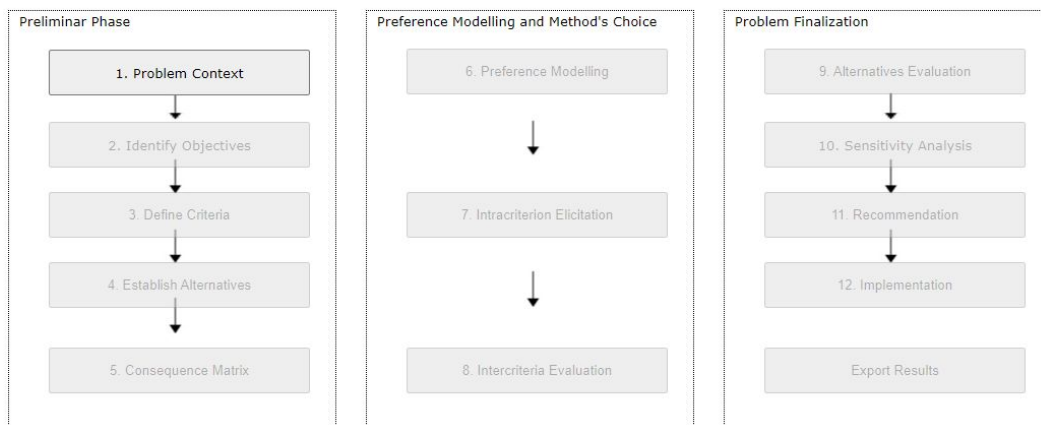 Preliminar Phase
1. Problem Context
2. Identify Objectives
3. Define Criteria
4. Establish Alternatives
5. Consequence Matrix
Preference Modelling and Method's Choice
6. Preference Modelling
7. Intracriterion Elicitation
8. Intercriteria Evaluation
Problem Finalization
9. Alternatives Evaluation
10. Sensitivity Analysis
11. Recommendation
12. Implementation
Export Results